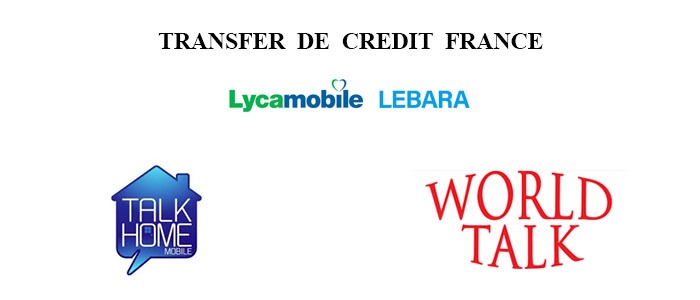 TRANSFER DE CREDIT FRANCE
Lycamobile LEBARA
TALK
HOME
MOBILE
WORLD
TALK